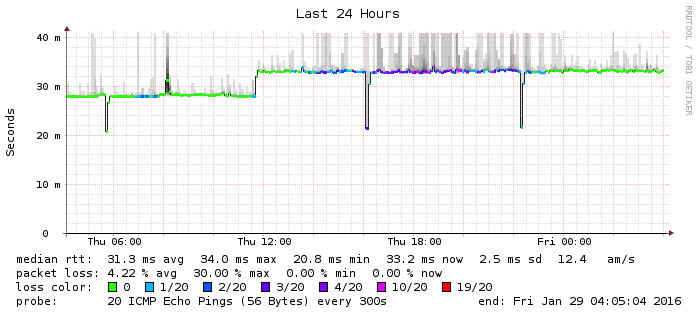 Last 24 Hours
RRDTOOL / TOBI OETIKER
Seconds
40 m
30 m
20 m
10 m
0
Thu 06:00 Thu 12:00 Thu 18:00 Fri 00:00
median rtt: 31.3 ms avg 34.0 ms max 20.8 ms min 33.2 ms now 2.5 ms sd 12.4 am/s
packet loss: 4.22 % avg 30.00 % max 0.00 % min 0.00 % now
loss color: 0 1/20 2/20 3/20 4/20 10/20 19/20
probe: 20 ICMP Echo Pings (56 Bytes) every 300s end: Fri Jan 29 04:05:04 2016